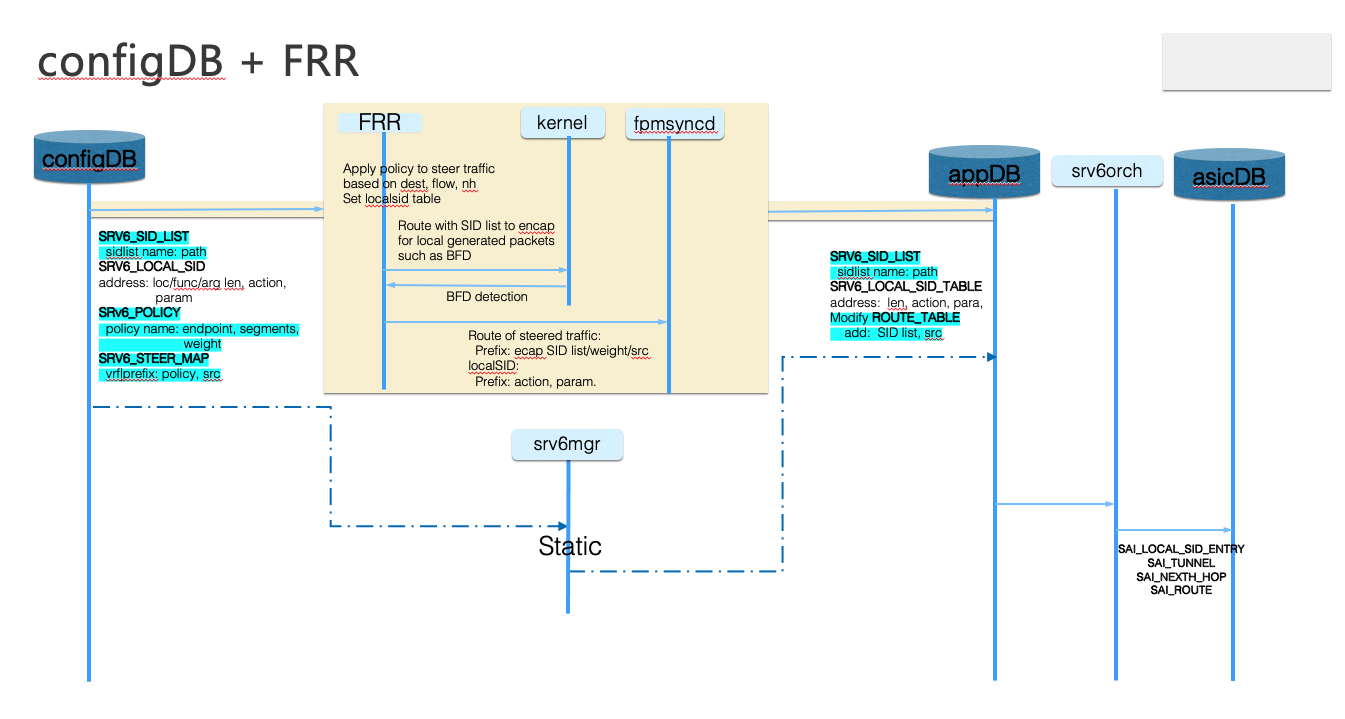 configDB + FRR
configDB
FRR
kernel
fpmsyncd
appDB
srv6orch
asicDB
Apply policy to steer traffic
based on dest, flow, nh
Set localsid table
Route with SID list to encap
for local generated packets
such as BFD
BFD detection
Route of steered traffic:
Prefix: ecap SID list/weight/src
localSID:
Prefix: action, param.
SRV6_SID_LIST
sidlist name: path
SRV6_LOCAL_SID
address: loc/func/arg len, action,
param
SRv6_POLICY
policy name: endpoint, segments,
weight
SRV6_STEER_MAP
vrf|prefix: policy, src
SRV6_SID_LIST
sidlist name: path
SRV6_LOCAL_SID_TABLE
address:  len, action, para,
Modify ROUTE_TABLE
add:  SID list, src
srv6mgr
Static
SAI_LOCAL_SID_ENTRY
SAI_TUNNEL
SAI_NEXTH_HOP
SAI_ROUTE